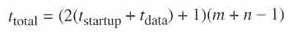 t_total = (2(t_startup + t_data) + 1)(m + n − 1)